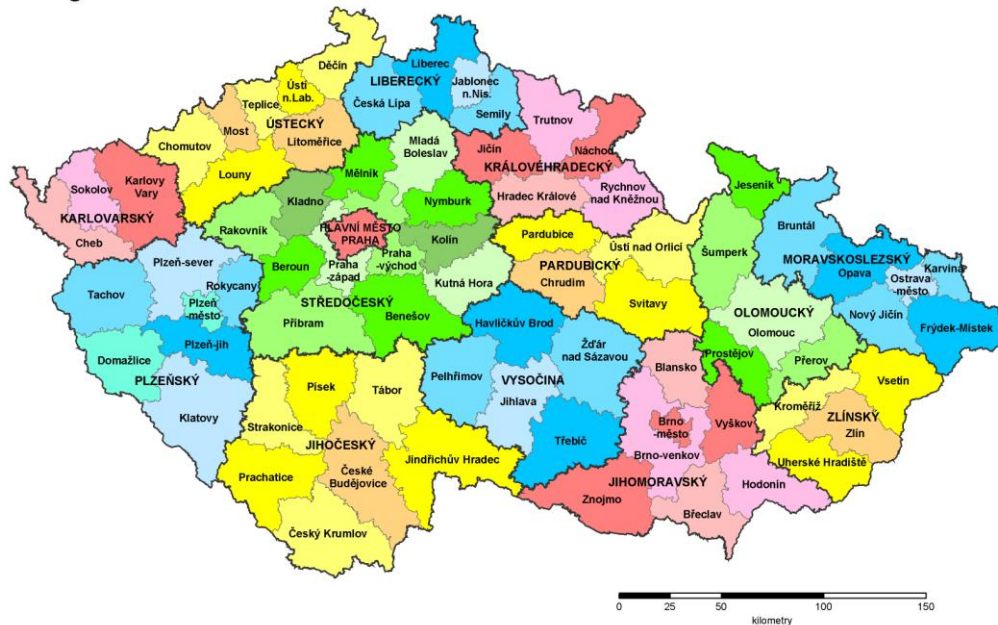 Děčín
Liberec
LIBERECKÝ
Jablonec
n.Nis.
Ústí
n.Lab.
Teplice
Česká Lípa
Semily
Most
ÚSTECKÝ
Litoměřice
Trutnov
Chomutov
Mladá
Boleslav
Jičín
Náchod
KRÁLOVÉHRADECKÝ
Louny
Mělník
Sokolov
Karlovy
Vary
KARLOVARSKÝ
Cheb
Kladno
Nymburk
Hradec Králové
Rychnov
nad Kněžnou
Jeseník
Rakovník
HLAVNÍ MĚSTO
PRAHA
Kolín
Pardubice
Ústí nad Orlicí
Bruntál
Šumperk
Plzeň-sever
Beroun
Praha
-západ
Praha
-východ
PARDUBICKÝ
Chrudim
MORAVSKOSLEZSKÝ
Opava
Karviná
Ostrava
-město
Rokycany
Tachov
Plzeň
-město
STŘEDOČESKÝ
Kutná Hora
Svitavy
OLOMOUCKÝ
Olomouc
Nový Jičín
Frýdek-Místek
Příbram
Benešov
Havlíčkův Brod
Plzeň-jih
Domažlice
PLZEŇSKÝ
Žďár
nad Sázavou
Prostějov
Přerov
Blansko
Vsetín
Písek
Tábor
Pelhřimov
VYSOČINA
Jihlava
Kroměříž
ZLÍNSKÝ
Zlín
Klatovy
Strakonice
JIHOČESKÝ
Třebíč
Brno
-město
Vyškov
Brno-venkov
Jindřichův Hradec
Uherské Hradiště
Prachatice
České
Budějovice
JIHOMORAVSKÝ
Hodonín
Znojmo
Břeclav
Český Krumlov
0 25 50 100 150
kilometry